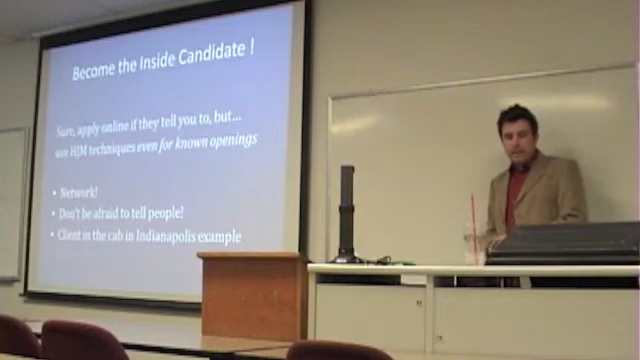 Become the Inside Candidate !
Sure, apply online if they tell you to, but...
use HJM techniques even for known openings
• Network!
• Don't be afraid to tell people!
• Client in the cab in Indianapolis example